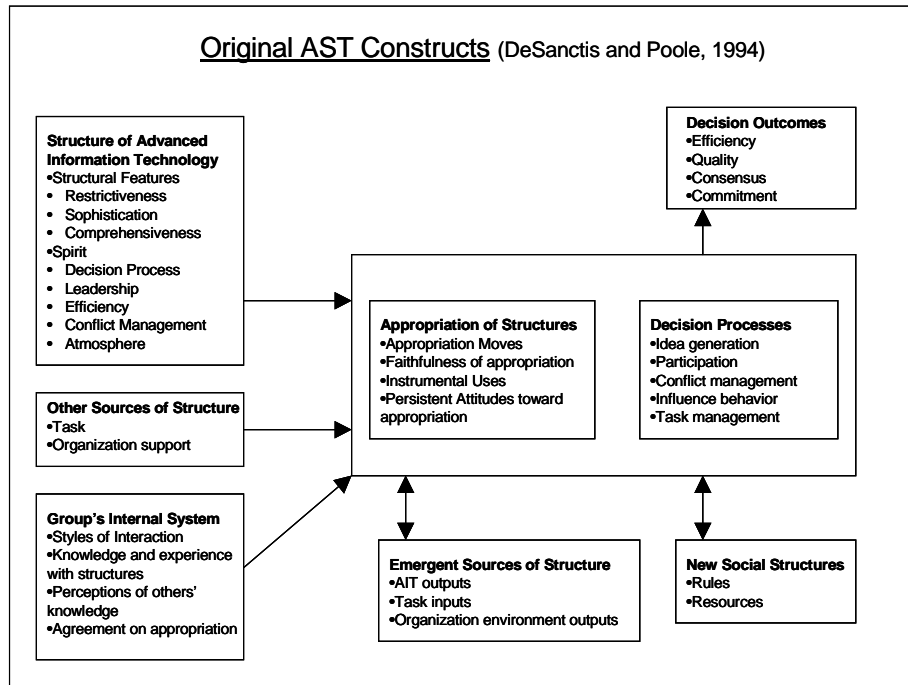 Original AST Constructs (DeSanctis and Poole, 1994)
Structure of Advanced
Information Technology
•Structural Features
• Restrictiveness
• Sophistication
• Comprehensiveness
•Spirit
• Decision Process
• Leadership
• Efficiency
• Conflict Management
• Atmosphere
Other Sources of Structure
•Task
•Organization support
Group's Internal System
•Styles of Interaction
•Knowledge and experience
with structures
•Perceptions of others'
knowledge
•Agreement on appropriation
Appropriation of Structures
•Appropriation Moves
•Faithfulness of appropriation
•Instrumental Uses
•Persistent Attitudes toward
appropriation
Decision Processes
•Idea generation
•Participation
•Conflict management
•Influence behavior
•Task management
Decision Outcomes
•Efficiency
•Quality
•Consensus
•Commitment
Emergent Sources of Structure
•AIT outputs
•Task inputs
•Organization environment outputs
New Social Structures
•Rules
•Resources